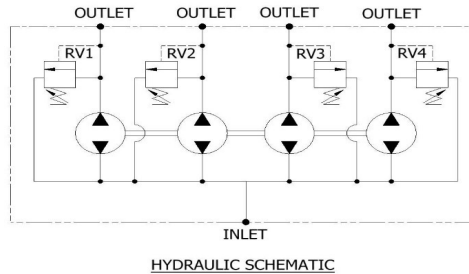 OUTLET OUTLET OUTLET OUTLET
RV1 RV2 RV3 RV4
INLET
HYDRAULIC SCHEMATIC